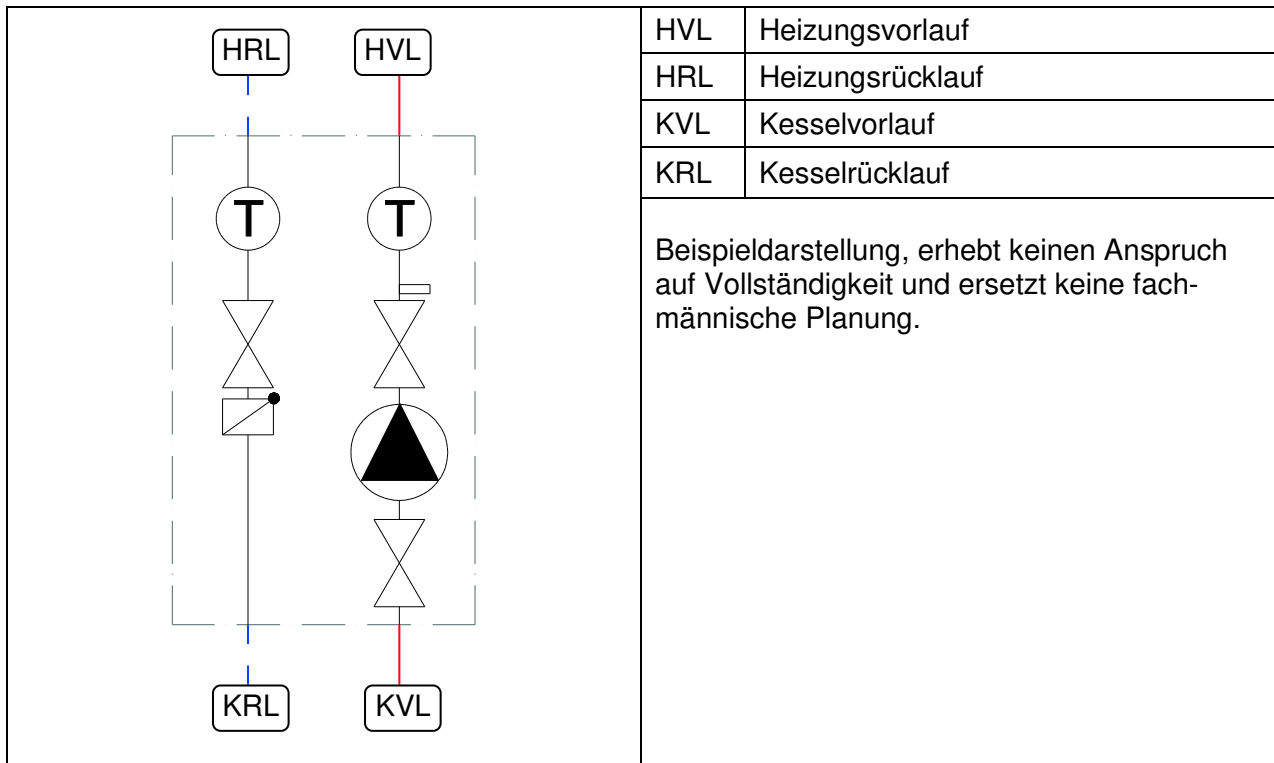 HRL HVL
T T
KRL KVL
HVL Heizungsvorlauf
HRL Heizungsrücklauf
KVL Kesselvorlauf
KRL Kesselrücklauf
Beispieldarstellung, erhebt keinen Anspruch
auf Vollständigkeit und ersetzt keine fach-
männische Planung.